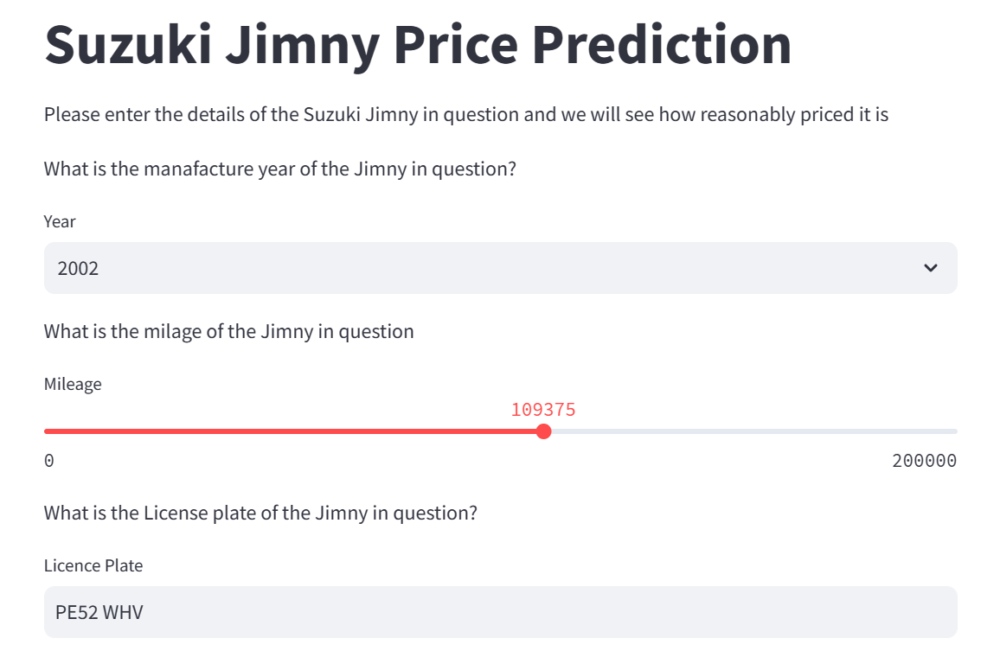 Suzuki Jimny Price Prediction
Please enter the details of the Suzuki Jimny in question and we will see how reasonably priced it is
What is the manafacture year of the Jimny in question?
Year
2002
What is the milage of the Jimny in question
Mileage
109375
0 200000
What is the License plate of the Jimny in question?
Licence Plate
PE52 WHV